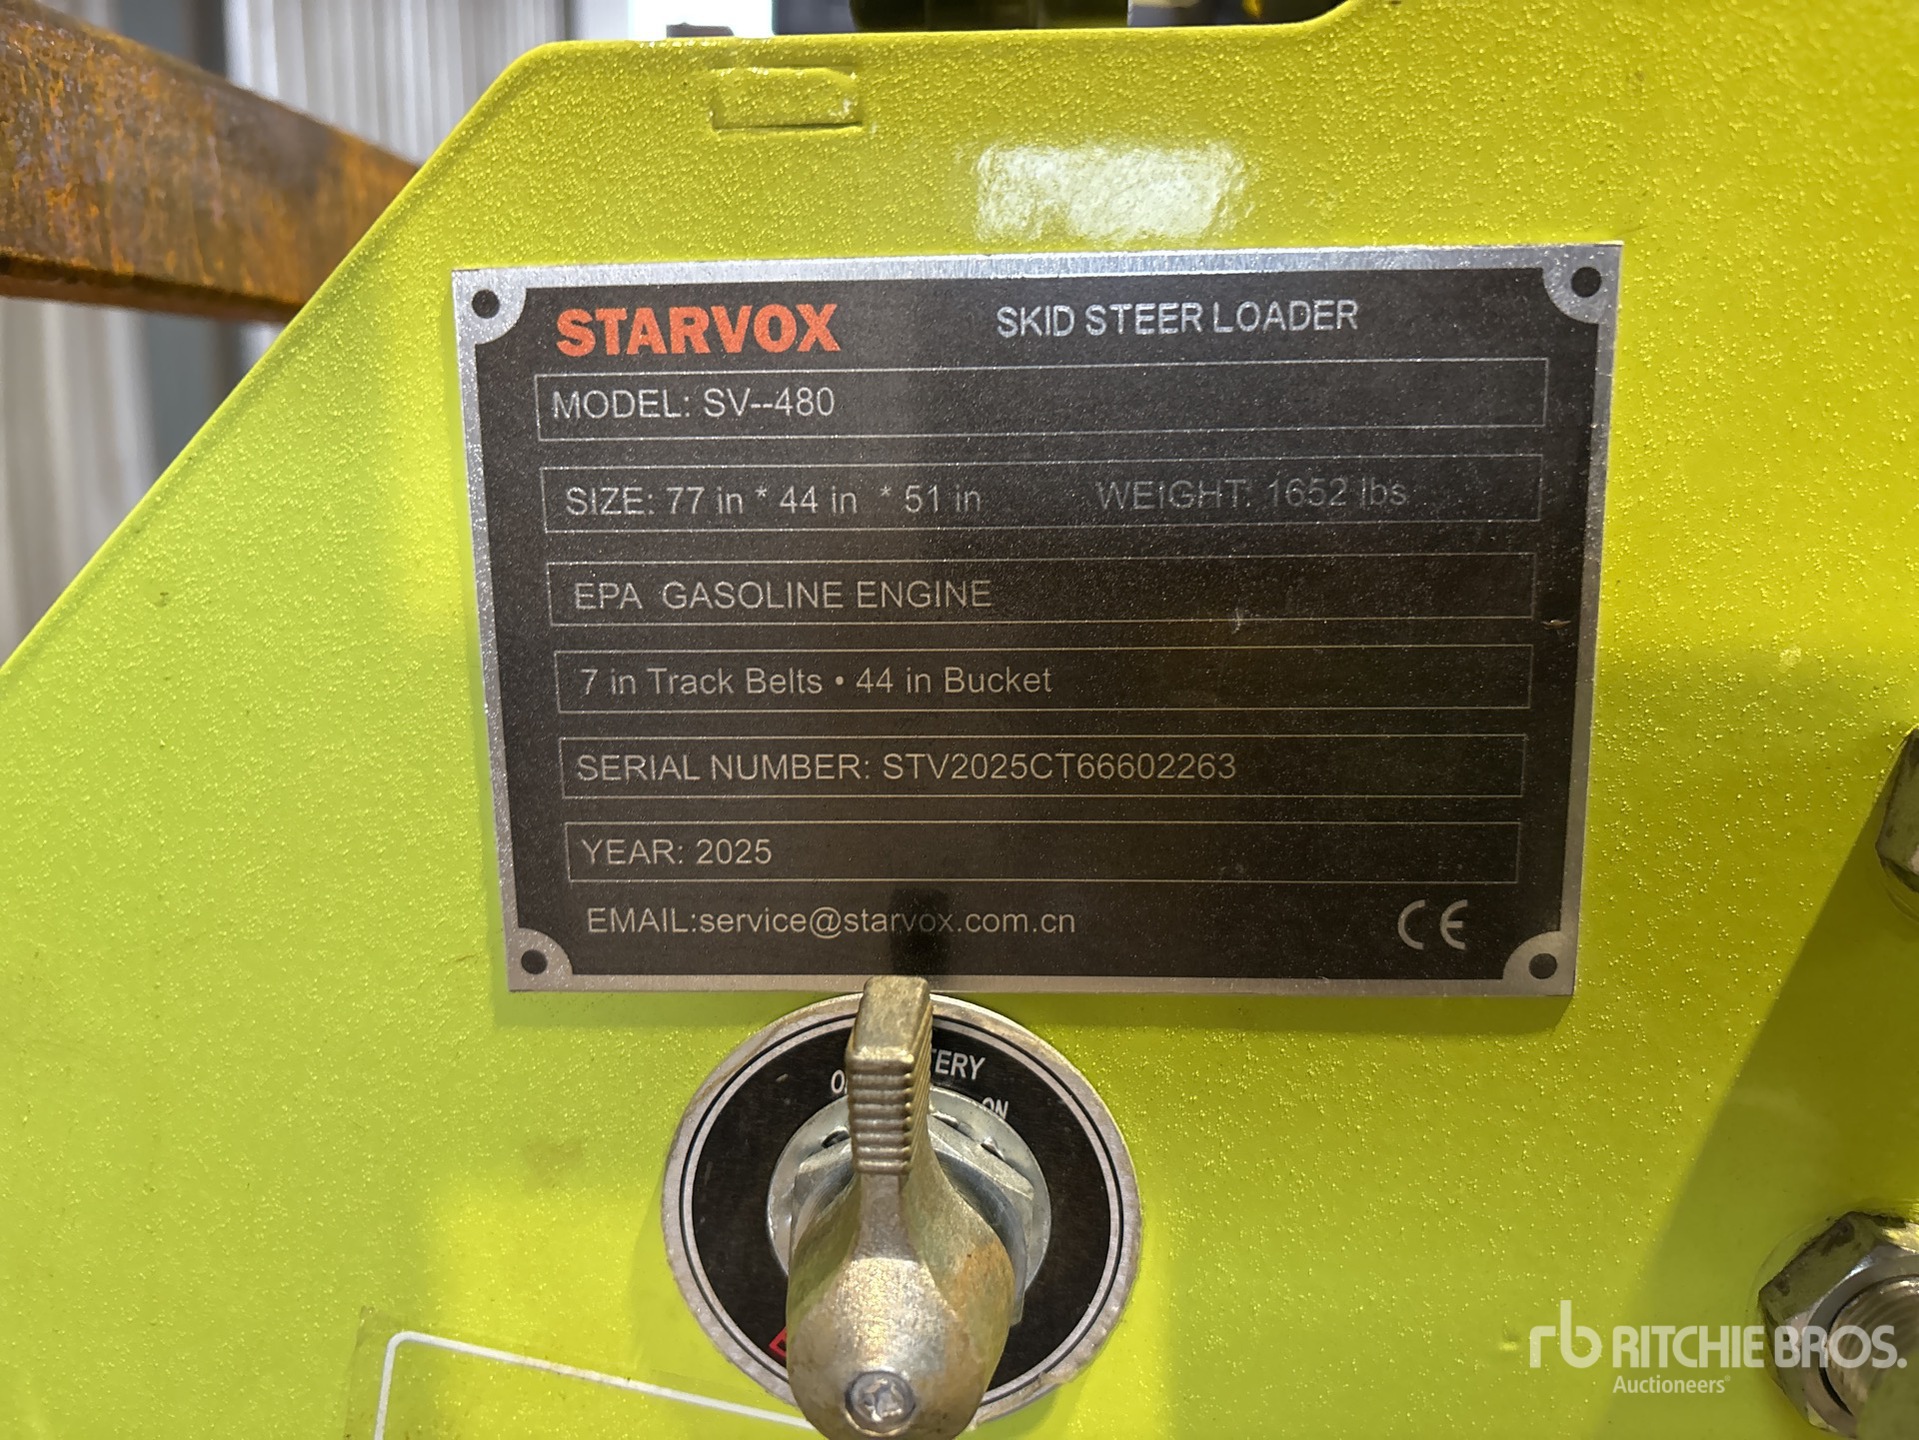 STARVOX SKID STEER LOADER
MODEL: SV--480
SIZE: 77 in * 44 in * 51 in WEIGHT: 1652 lbs
EPA GASOLINE ENGINE
7 in Track Belts • 44 in Bucket
SERIAL NUMBER: STV2025CT66602263
YEAR: 2025
EMAIL:service@starvox.com.cn CE
ON
rb RITCHIE BROS.
Auctioneers